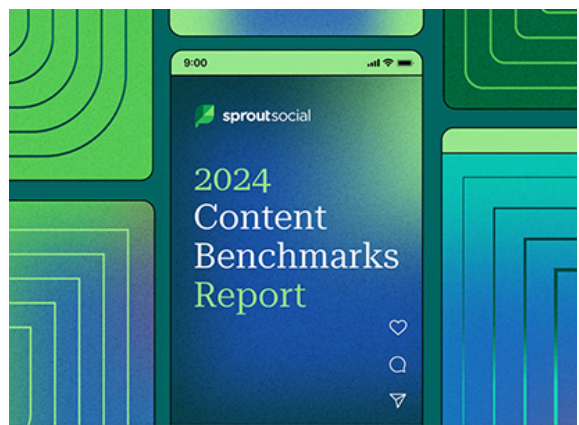 9:00
sproutsocial
2024
Content
Benchmarks
Report